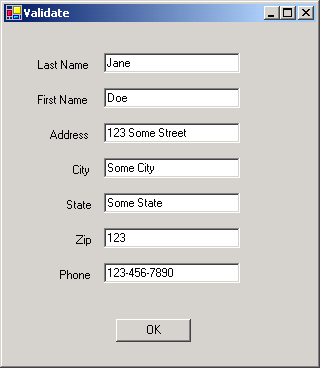 Validate
Last Name Jane
First Name Doe
Address 123 Some Street
City Some City
State Some State
Zip 123
Phone 123-456-7890
OK